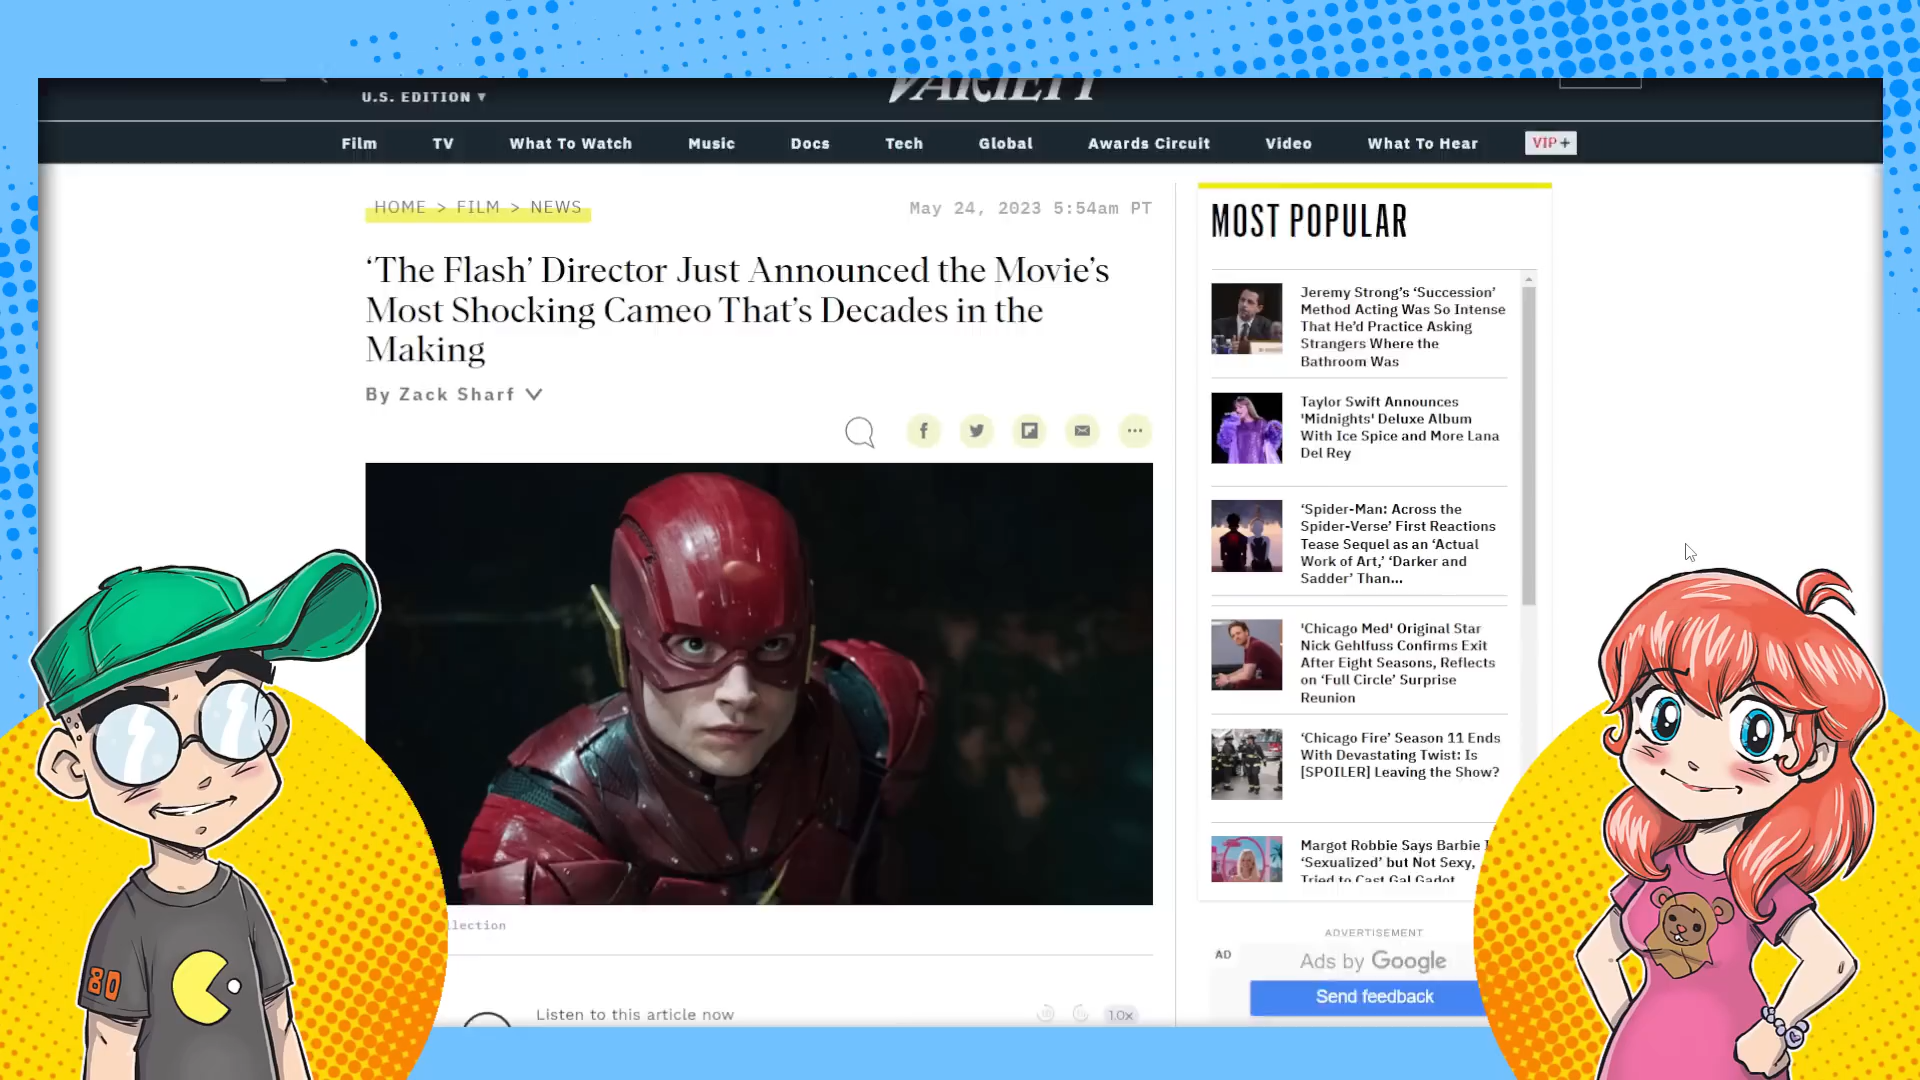 VARIETY
U.S. EDITION ▾
Film TV What To Watch Music Docs Tech Global Awards Circuit Video What To Hear VIP+
HOME > FILM > NEWS
May 24, 2023 5:54am PT
‘The Flash’ Director Just Announced the Movie’s
Most Shocking Cameo That’s Decades in the
Making
By Zack Sharf
llection
Listen to this article now
1.0x
MOST POPULAR
Jeremy Strong’s ‘Succession’
Method Acting Was So Intense
That He’d Practice Asking
Strangers Where the
Bathroom Was
Taylor Swift Announces
'Midnights' Deluxe Album
With Ice Spice and More Lana
Del Rey
‘Spider-Man: Across the
Spider-Verse’ First Reactions
Tease Sequel as an ‘Actual
Work of Art,’ ‘Darker and
Sadder’ Than...
'Chicago Med' Original Star
Nick Gehlfuss Confirms Exit
After Eight Seasons, Reflects
on ‘Full Circle’ Surprise
Reunion
‘Chicago Fire’ Season 11 Ends
With Devastating Twist: Is
[SPOILER] Leaving the Show?
Margot Robbie Says Barbie I
‘Sexualized’ but Not Sexy,
Tried to Cast Gal Gadot
ADVERTISEMENT
AD
Ads by Google
Send feedback
80